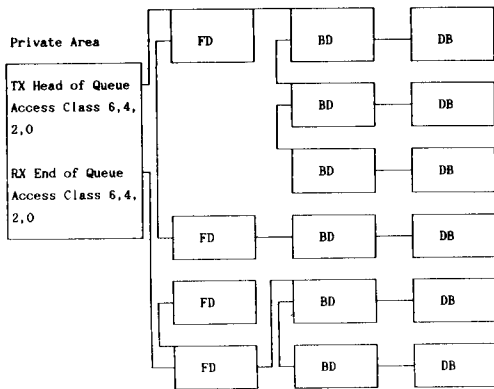 Private Area
TX Head of Queue
Access Class 6,4,
2,0
RX End of Queue
Access Class 6,4,
2,0
FD BD DB
BD DB
BD DB
FD BD DB
FD BD DB
FD BD DB